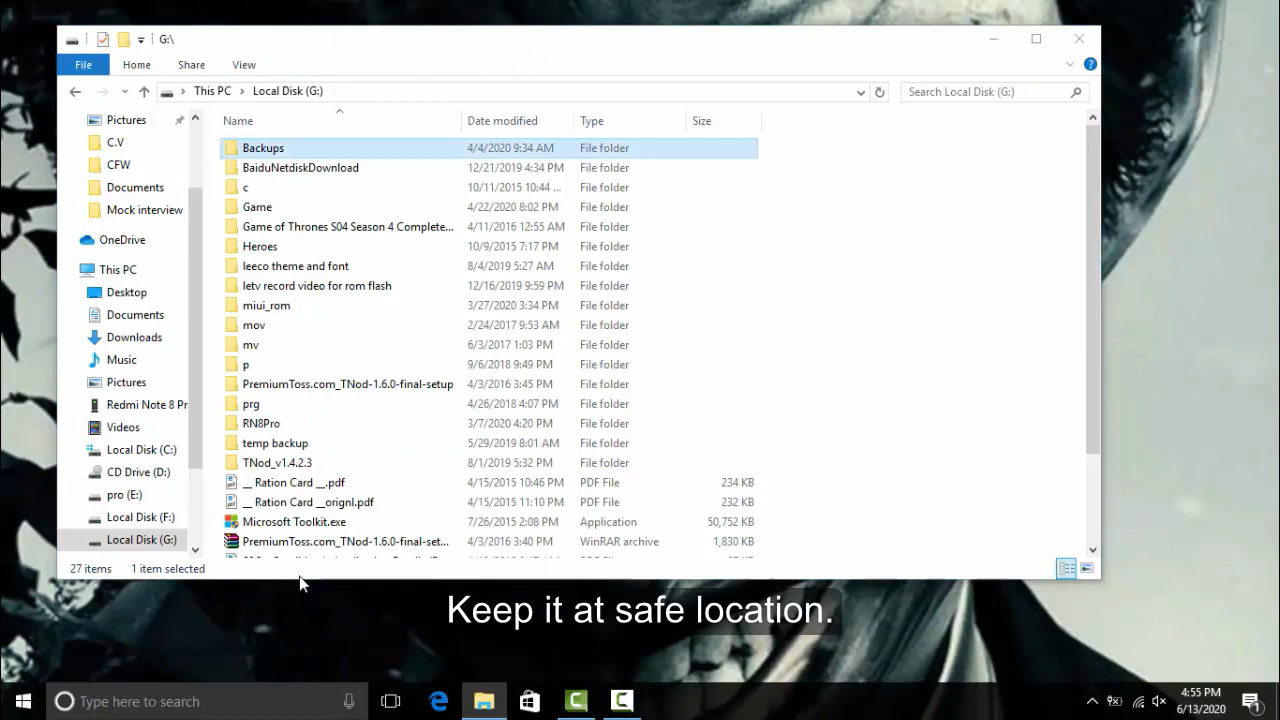 G:\
File Home Share View
This PC Local Disk (G:) Search Local Disk (G:)
Name Date modified Type Size
Pictures
C.V
CFW
Documents
Mock interview
OneDrive
This PC
Desktop
Documents
Downloads
Music
Pictures
Redmi Note 8 Pr
Videos
Local Disk (C:)
CD Drive (D:)
pro (E:)
Local Disk (F:)
Local Disk (G:)
Backups 4/4/2020 9:34 AM File folder
BaiduNetdiskDownload 12/21/2019 4:34 PM File folder
c 10/11/2015 10:44 ... File folder
Game 4/22/2020 8:02 PM File folder
Game of Thrones S04 Season 4 Complete... 4/11/2016 12:55 AM File folder
Heroes 10/9/2015 7:17 PM File folder
leeco theme and font 8/4/2019 5:27 AM File folder
letv record video for rom flash 12/16/2019 9:59 PM File folder
miui_rom 3/27/2020 3:34 PM File folder
mov 2/24/2017 9:53 AM File folder
mv 6/3/2017 1:03 PM File folder
p 9/6/2018 9:49 PM File folder
PremiumToss.com_TNod-1.6.0-final-setup 4/3/2016 3:45 PM File folder
prg 4/26/2018 4:07 PM File folder
RN8Pro 3/7/2020 4:20 PM File folder
temp backup 5/29/2019 8:01 AM File folder
TNod_v1.4.2.3 8/1/2019 5:32 PM File folder
__ Ration Card __.pdf 4/15/2015 10:46 PM PDF File 234 KB
__ Ration Card __orignl.pdf 4/15/2015 11:10 PM PDF File 232 KB
Microsoft Toolkit.exe 7/26/2015 2:08 PM Application 50,752 KB
PremiumToss.com_TNod-1.6.0-final-set... 4/3/2016 3:40 PM WinRAR archive 1,830 KB
27 items 1 item selected
Keep it at safe location.
Type here to search
4:55 PM
6/13/2020
1